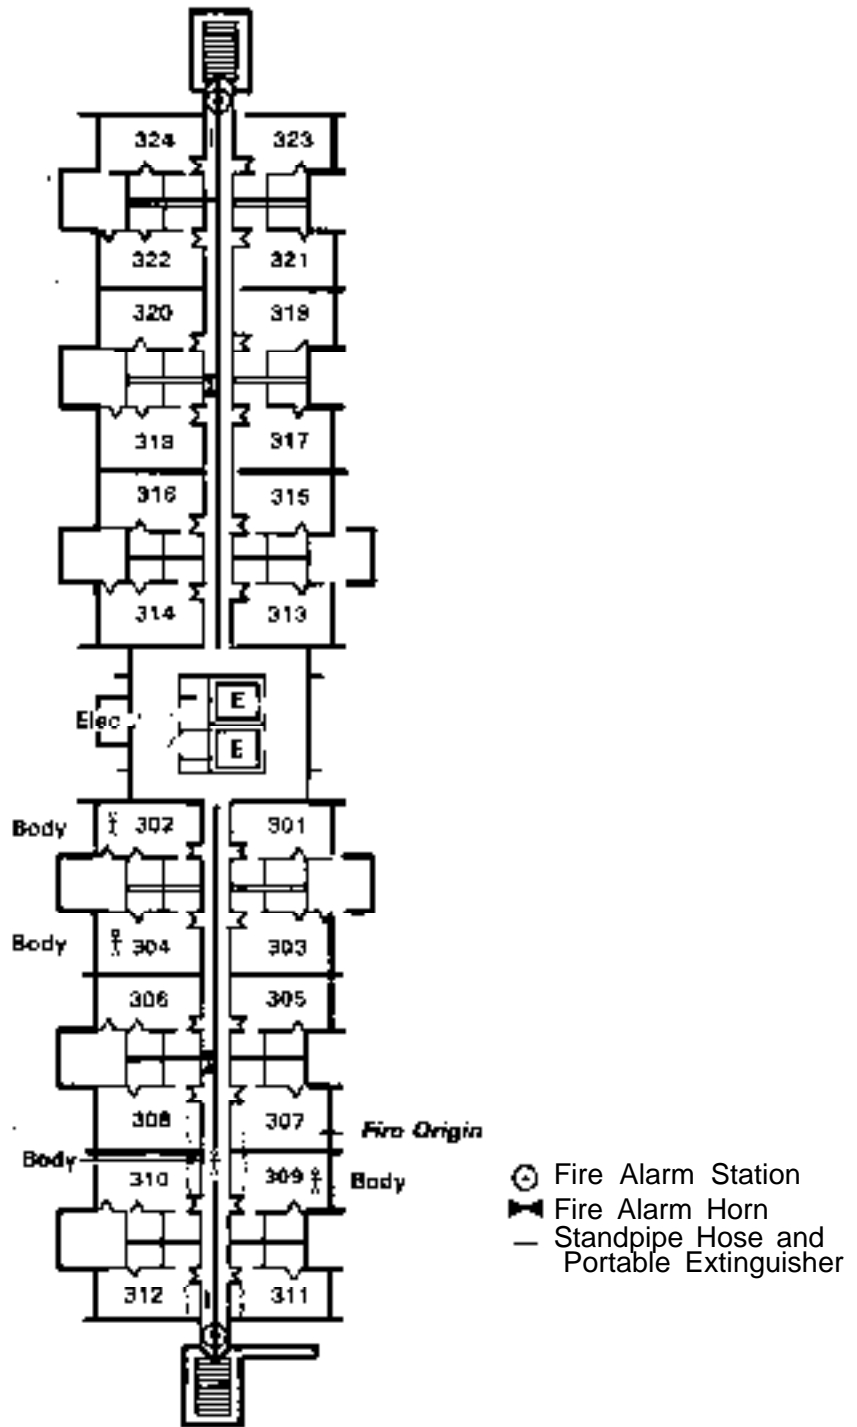 324 323
322 321
320 319
318 317
316 315
314 313
E
Elec
E
Body 302 301
Body 304 303
306 305
308 307 Fire Origin
Body 310 309 Body
312 311
Fire Alarm Station
Fire Alarm Horn
Standpipe Hose and
Portable Extinguisher